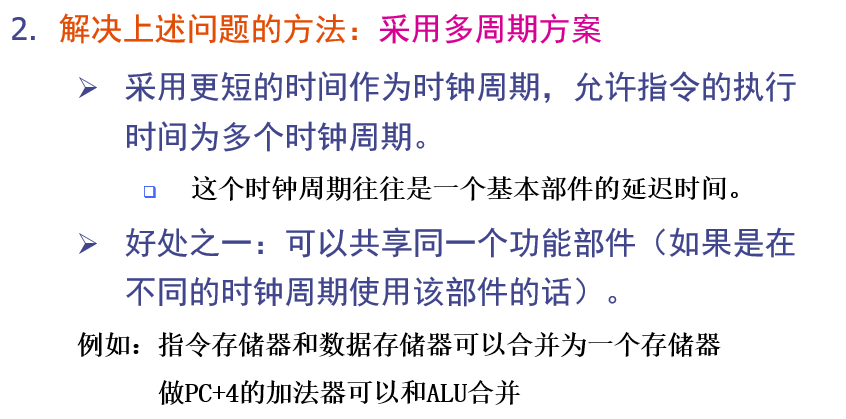 2. 解决上述问题的方法：采用多周期方案
➢ 采用更短的时间作为时钟周期，允许指令的执行
时间为多个时钟周期。
❑ 这个时钟周期往往是一个基本部件的延迟时间。
➢ 好处之一：可以共享同一个功能部件（如果是在
不同的时钟周期使用该部件的话）。
例如：指令存储器和数据存储器可以合并为一个存储器
做PC+4的加法器可以和ALU合并